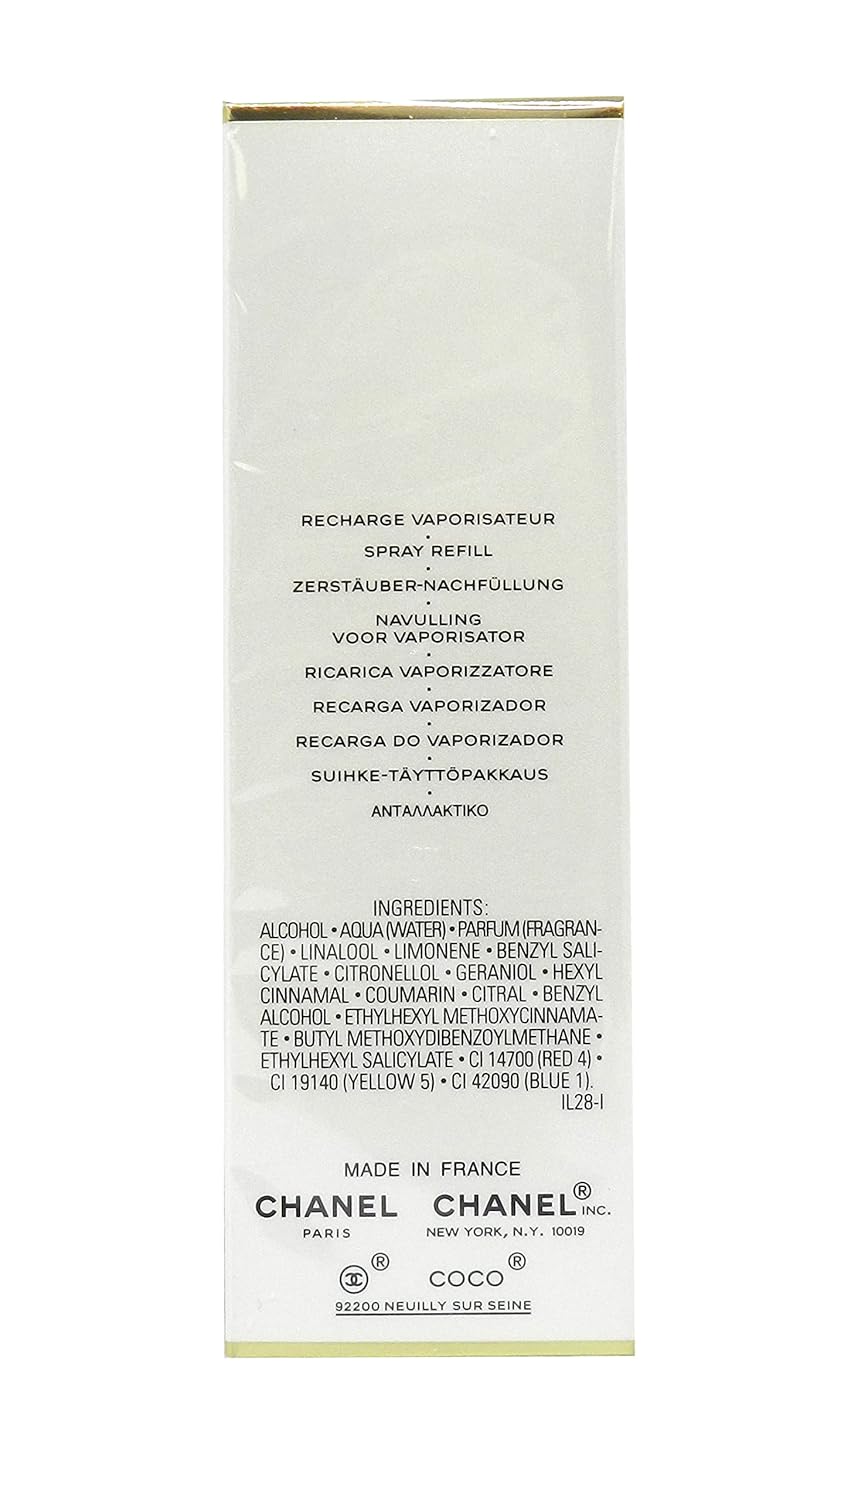 RECHARGE VAPORISATEUR
•
SPRAY REFILL
•
ZERSTÄUBER-NACHFÜLLUNG
•
NAVULLING
VOOR VAPORISATOR
•
RICARICA VAPORIZZATORE
•
RECARGA VAPORIZADOR
•
RECARGA DO VAPORIZADOR
•
SUIHKE-TÄYTTÖPAKKAUS
•
ΑΝΤΑΛΛΑΚΤΙΚΟ
INGREDIENTS:
ALCOHOL • AQUA (WATER) • PARFUM (FRAGRAN-
CE) • LINALOOL • LIMONENE • BENZYL SALI-
CYLATE • CITRONELLOL • GERANIOL • HEXYL
CINNAMAL • COUMARIN • CITRAL • BENZYL
ALCOHOL • ETHYLHEXYL METHOXYCINNAMA-
TE • BUTYL METHOXYDIBENZOYLMETHANE •
ETHYLHEXYL SALICYLATE • CI 14700 (RED 4) •
CI 19140 (YELLOW 5) • CI 42090 (BLUE 1).
IL28-I
MADE IN FRANCE
CHANEL CHANEL® INC.
PARIS NEW YORK, N.Y. 10019
® COCO®
92200 NEUILLY SUR SEINE